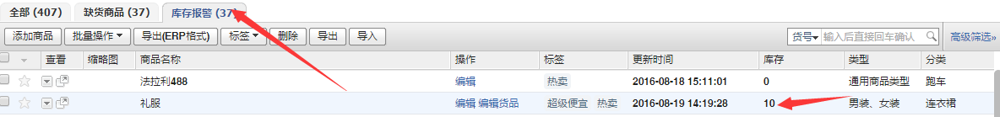 全部 (407) 缺货商品 (37) 库存报警 (37)
添加商品 批量操作 导出(ERP格式) 标签 删除 导出 导入 货号 输入后直接回车确认 高级筛选»
查看 缩略图 商品名称 操作 标签 更新时间 库存 类型 分类
法拉利488 编辑 热卖 2016-08-18 15:11:01 0 通用商品类型 跑车
礼服 编辑 编辑货品 超级便宜 热卖 2016-08-19 14:19:28 10 男装、女装 连衣裙